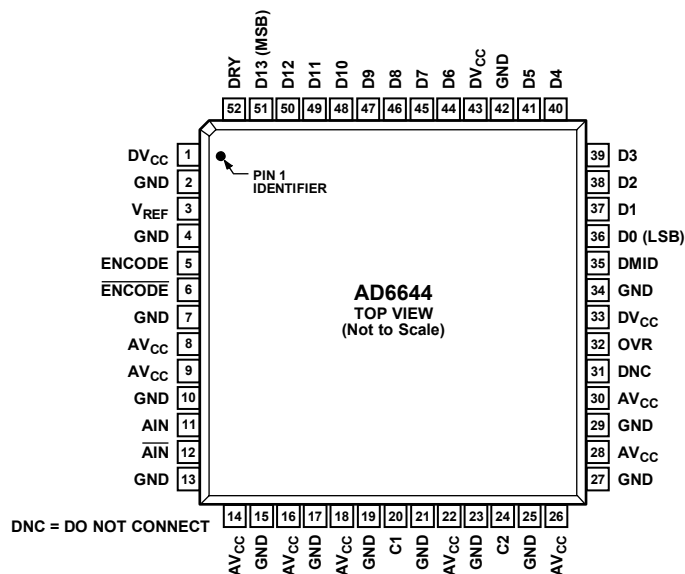 DRY
D13 (MSB)
D12
D11
D10
D9
D8
D7
D6
DVCC
GND
D5
D4
52
51
50
49
48
47
46
45
44
43
42
41
40
DVCC 1
GND 2
VREF 3
GND 4
ENCODE 5
ENCODE 6
GND 7
AVCC 8
AVCC 9
GND 10
AIN 11
AIN 12
GND 13
PIN 1
IDENTIFIER
AD6644
TOP VIEW
(Not to Scale)
39 D3
38 D2
37 D1
36 D0 (LSB)
35 DMID
34 GND
33 DVCC
32 OVR
31 DNC
30 AVCC
29 GND
28 AVCC
27 GND
DNC = DO NOT CONNECT
14
15
16
17
18
19
20
21
22
23
24
25
26
AVCC
GND
AVCC
GND
AVCC
GND
C1
GND
AVCC
GND
C2
GND
AVCC